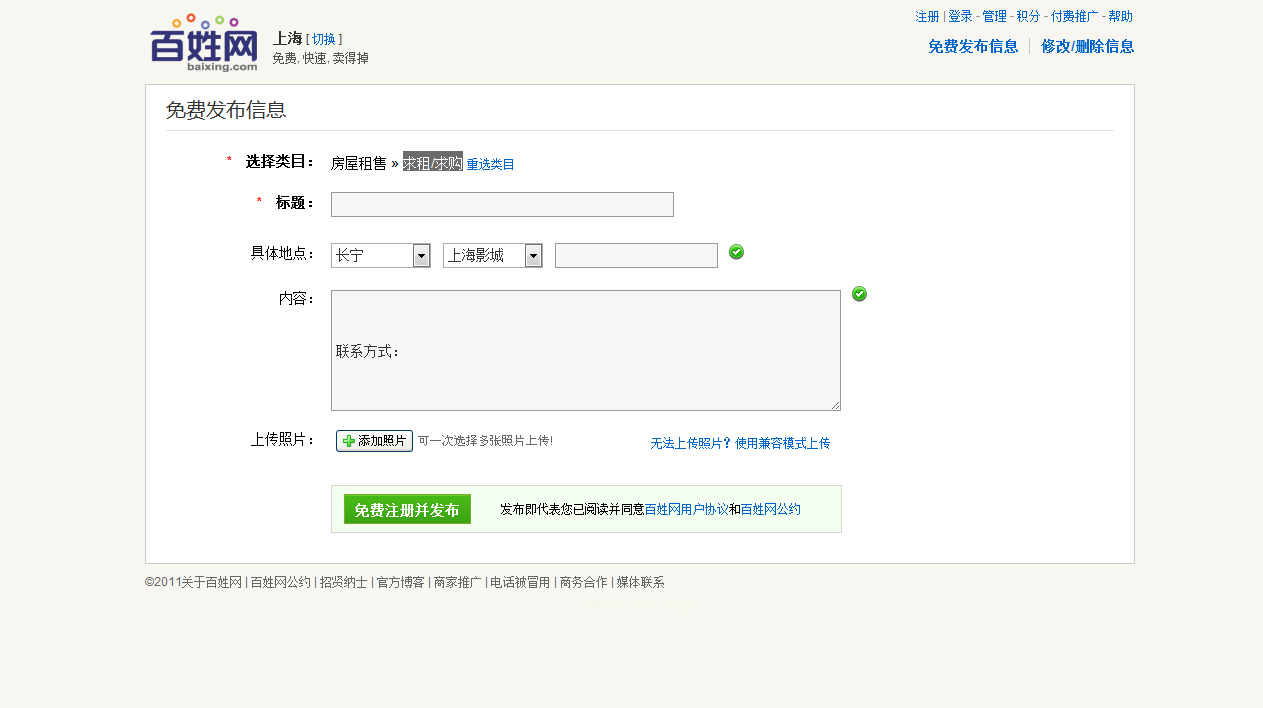 注册 | 登录 - 管理 - 积分 - 付费推广 - 帮助
百姓网
baixing.com
上海 [ 切换 ]
免费, 快速, 卖得掉
免费发布信息 修改/删除信息
免费发布信息
* 选择类目： 房屋租售 » 求租/求购 重选类目
* 标题：
具体地点： 长宁 上海影城
内容：
联系方式：
上传照片： 添加照片 可一次选择多张照片上传! 无法上传照片？使用兼容模式上传
免费注册并发布 发布即代表您已阅读并同意百姓网用户协议和百姓网公约
©2011关于百姓网 | 百姓网公约 | 招贤纳士 | 官方博客 | 商家推广 | 电话被冒用 | 商务合作 | 媒体联系